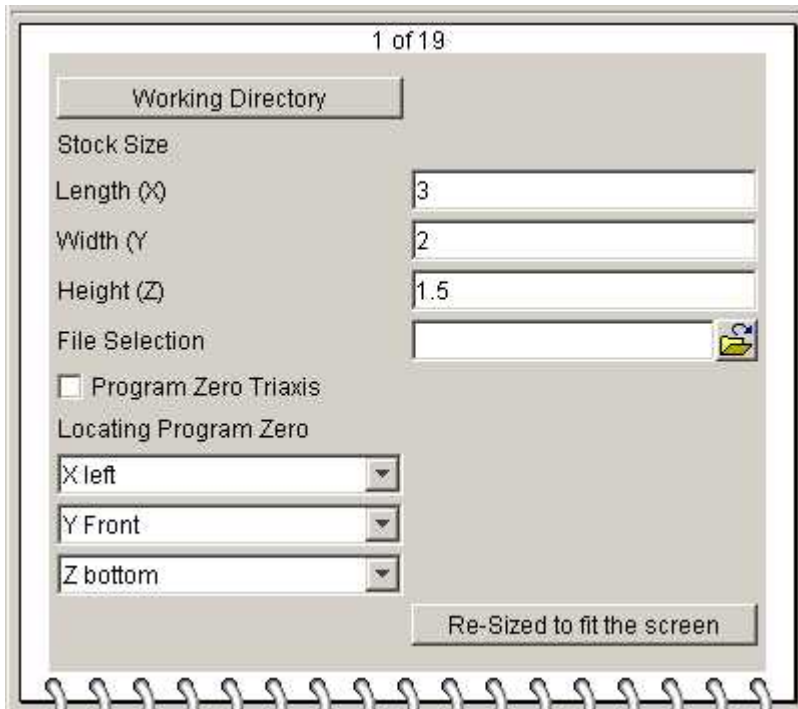 1 of 19
Working Directory
Stock Size
Length (X)
3
Width (Y
2
Height (Z)
1.5
File Selection
Program Zero Triaxis
Locating Program Zero
X left
Y Front
Z bottom
Re-Sized to fit the screen